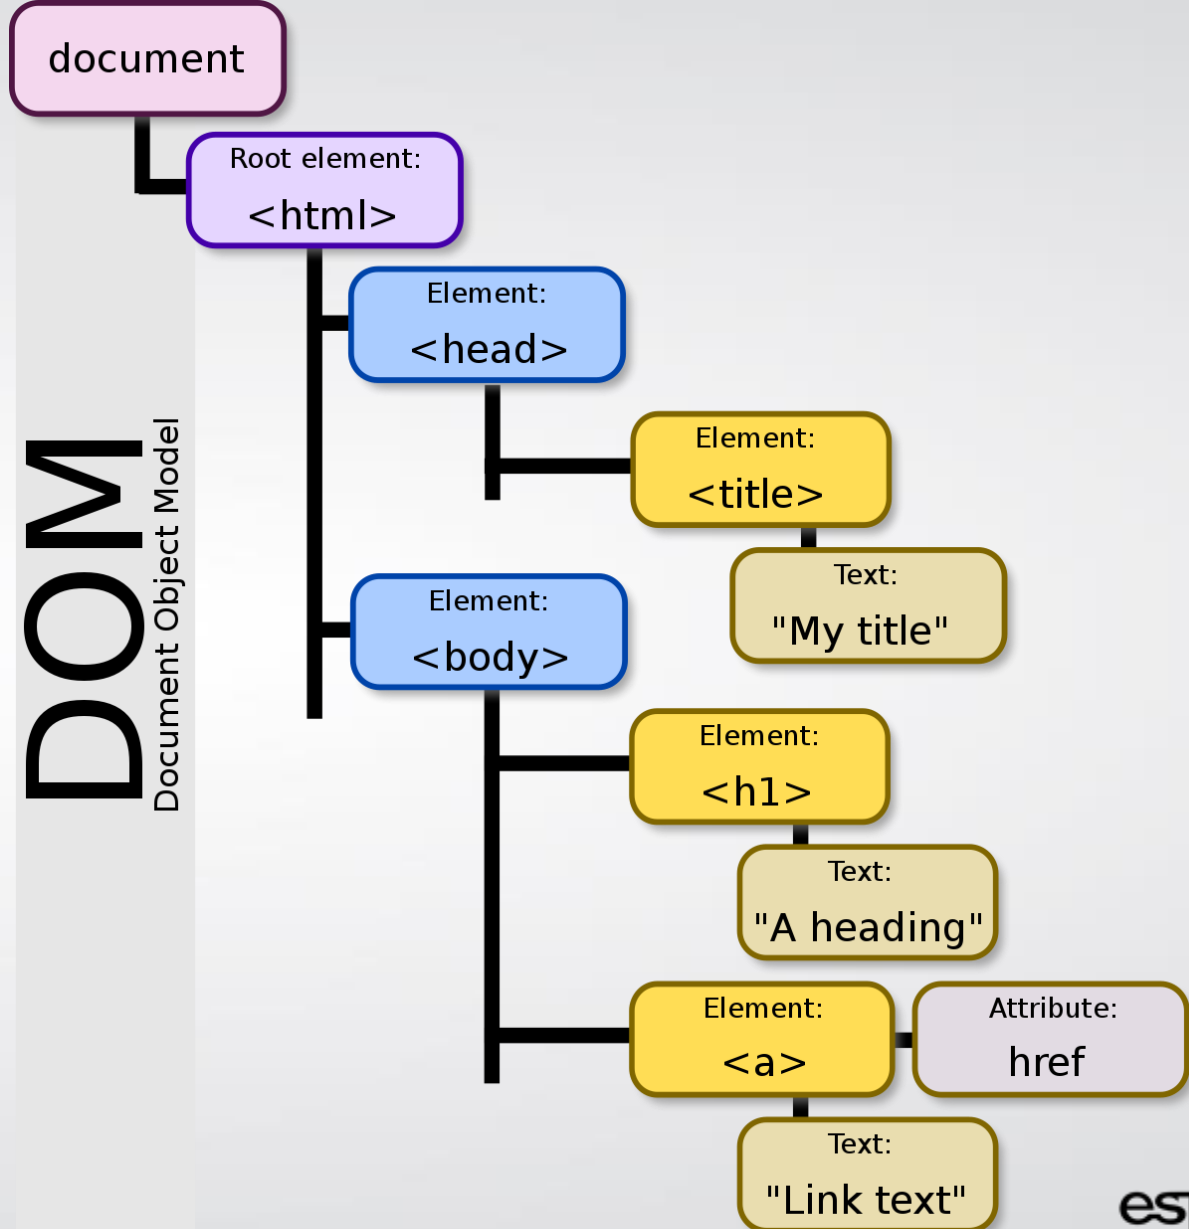 document
Root element:
<html>
Element:
<head>
Element:
<title>
Text:
"My title"
Element:
<body>
Element:
<h1>
Text:
"A heading"
Element:
<a>
Attribute:
href
Text:
"Link text"
DOM
Document Object Model